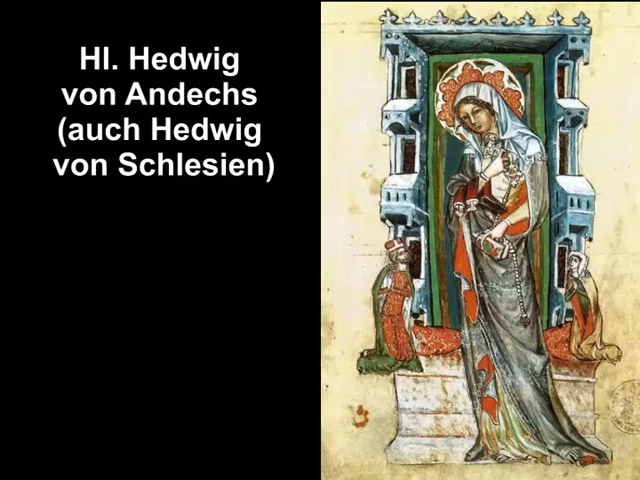 Hl. Hedwig
von Andechs
(auch Hedwig
von Schlesien)